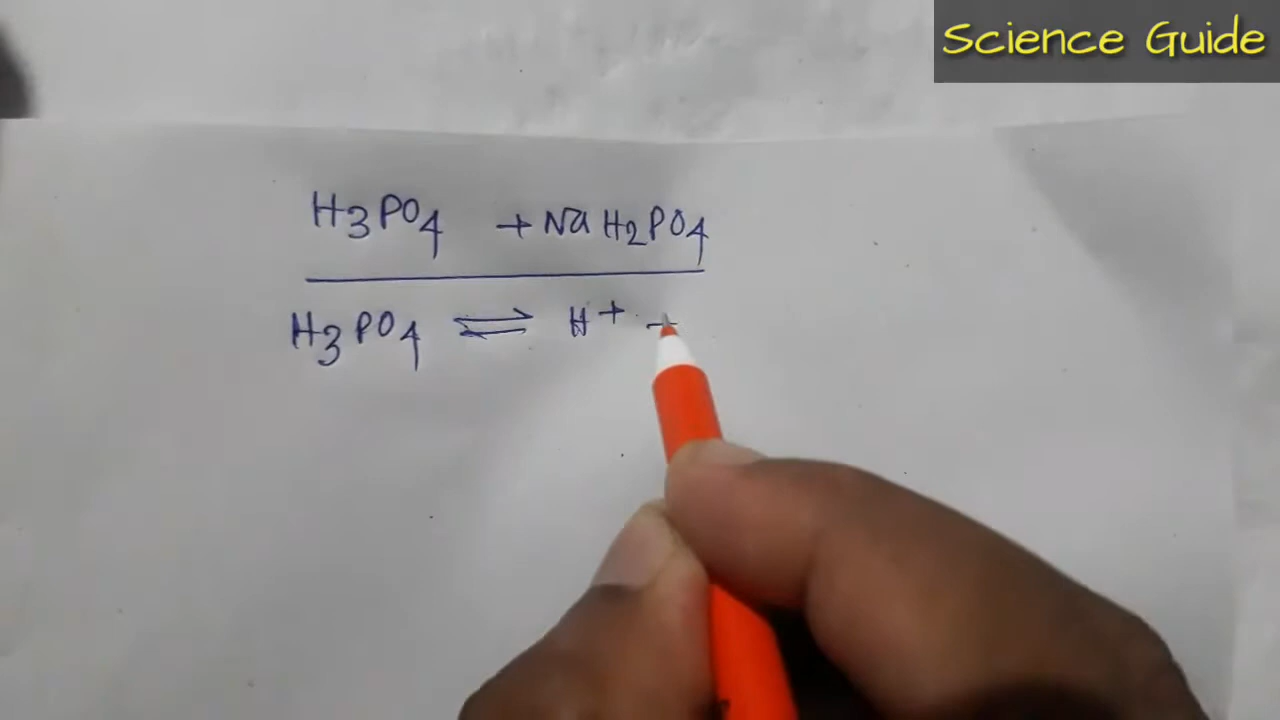 Science Guide
H3PO4 + NaH2PO4
H3PO4 ⇌ H+ +